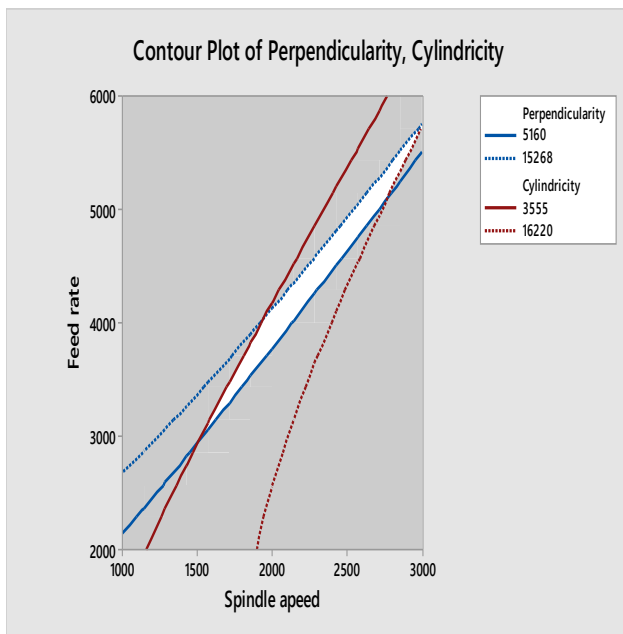 Contour Plot of Perpendicularity, Cylindricity
6000
5000
4000
3000
2000
Feed rate
1000 1500 2000 2500 3000
Spindle apeed
Perpendicularity
5160
15268
Cylindricity
3555
16220